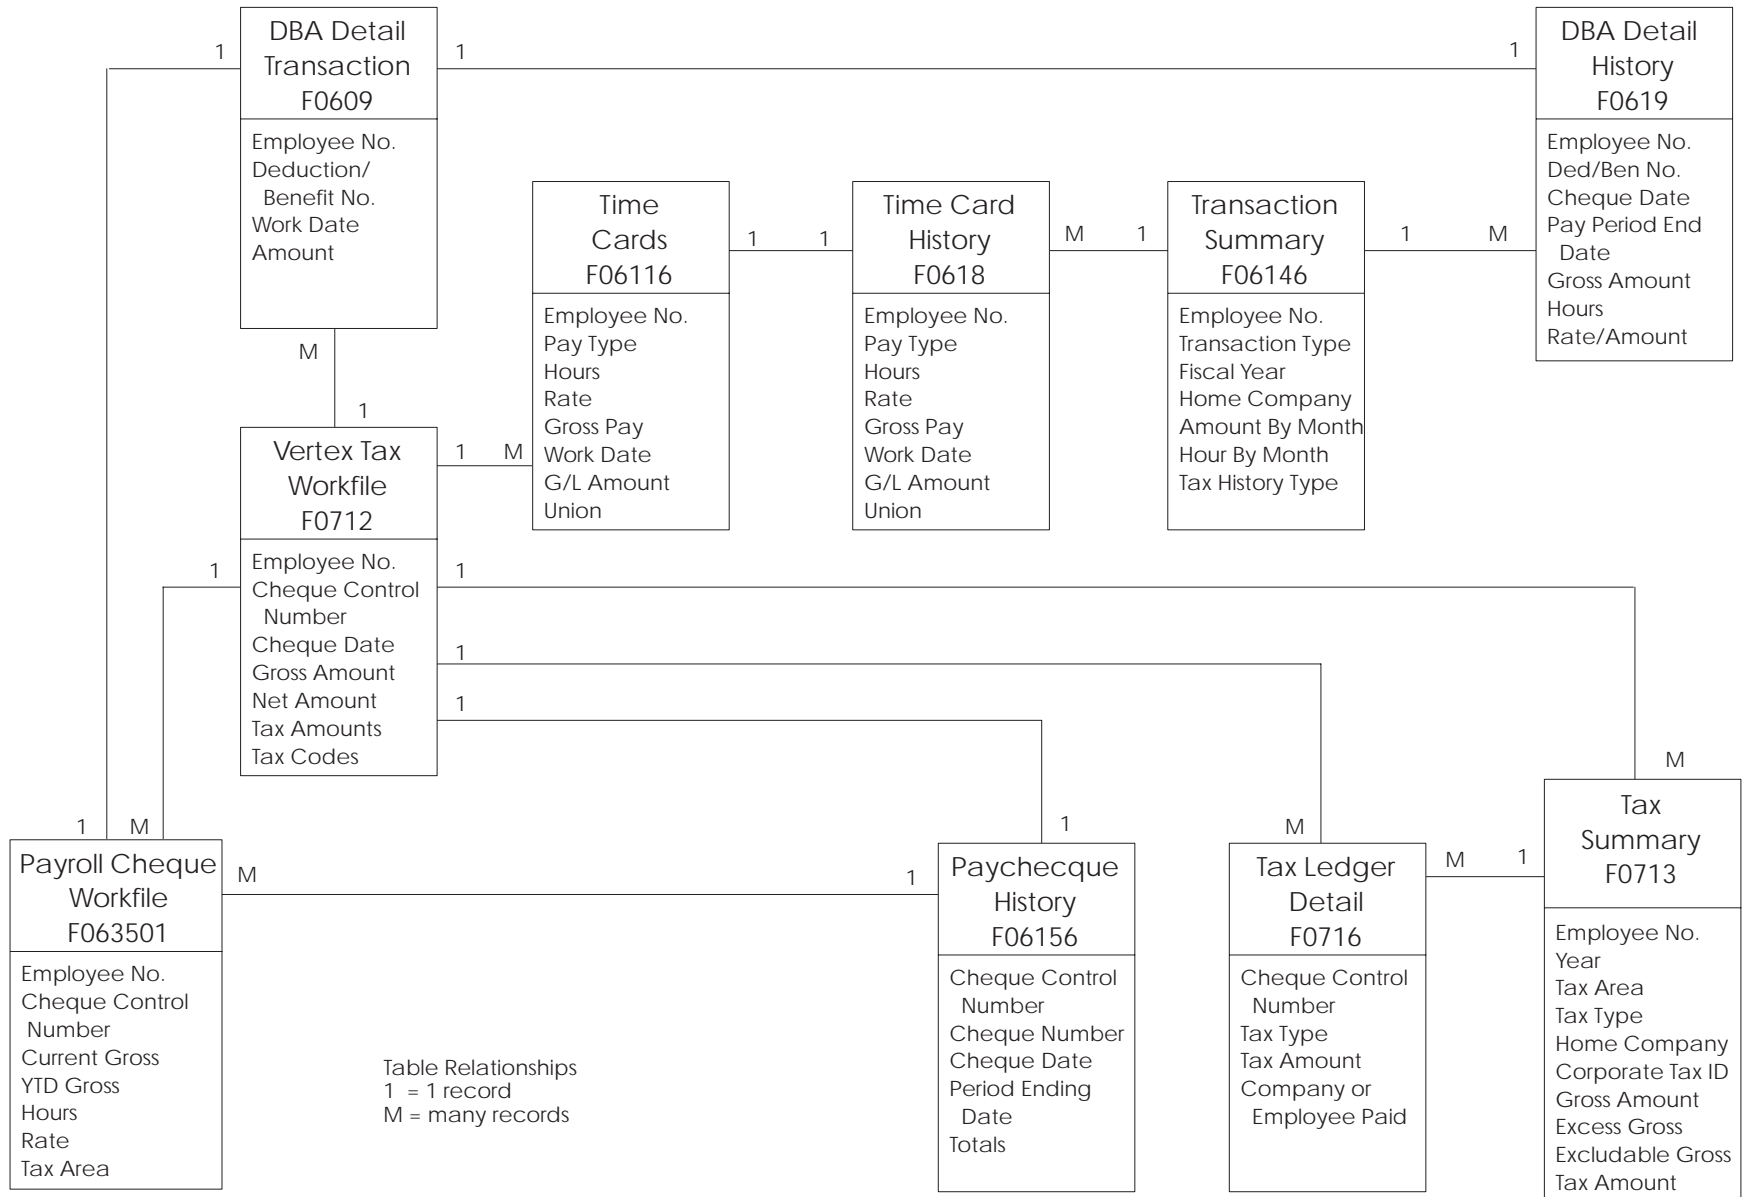 DBA Detail
Transaction
F0609
Employee No.
Deduction/
Benefit No.
Work Date
Amount
1
1
1
DBA Detail
History
F0619
Employee No.
Ded/Ben No.
Cheque Date
Pay Period End
Date
Gross Amount
Hours
Rate/Amount
Time
Cards
F06116
Employee No.
Pay Type
Hours
Rate
Gross Pay
Work Date
G/L Amount
Union
1
1
Time Card
History
F0618
Employee No.
Pay Type
Hours
Rate
Gross Pay
Work Date
G/L Amount
Union
M
1
Transaction
Summary
F06146
Employee No.
Transaction Type
Fiscal Year
Home Company
Amount By Month
Hour By Month
Tax History Type
1
M
M
1
Vertex Tax
Workfile
F0712
Employee No.
Cheque Control
Number
Cheque Date
Gross Amount
Net Amount
Tax Amounts
Tax Codes
1
M
1
1
1
1
1
M
Payroll Cheque
Workfile
F063501
Employee No.
Cheque Control
Number
Current Gross
YTD Gross
Hours
Rate
Tax Area
M
1
1
Paychecque
History
F06156
Cheque Control
Number
Cheque Number
Cheque Date
Period Ending
Date
Totals
M
Tax Ledger
Detail
F0716
Cheque Control
Number
Tax Type
Tax Amount
Company or
Employee Paid
M
1
M
Tax
Summary
F0713
Employee No.
Year
Tax Area
Tax Type
Home Company
Corporate Tax ID
Gross Amount
Excess Gross
Excludable Gross
Tax Amount
Table Relationships
1 = 1 record
M = many records